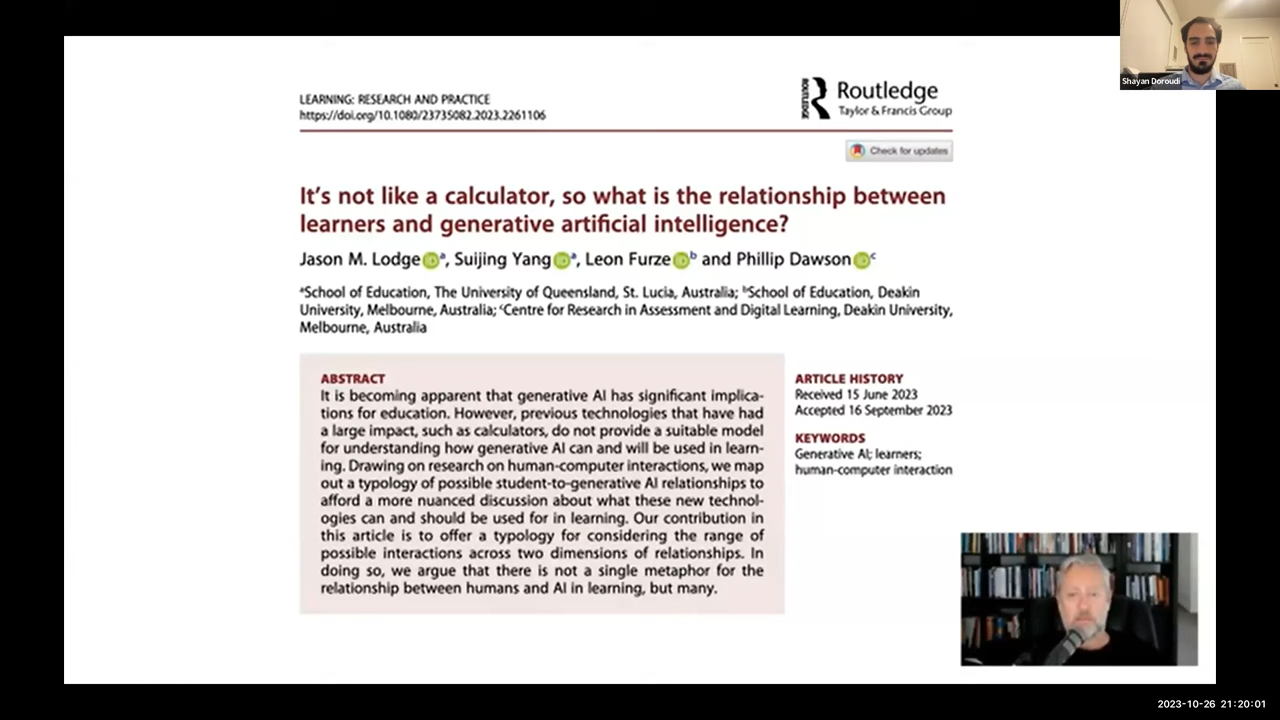 Shayan Doroudi
LEARNING: RESEARCH AND PRACTICE
https://doi.org/10.1080/23735082.2023.2261106
ROUTLEDGE
Routledge
Taylor & Francis Group
Check for updates
It's not like a calculator, so what is the relationship between
learners and generative artificial intelligence?
Jason M. Lodge iD a, Suijing Yang iD a, Leon Furze iD b and Phillip Dawson iD c
aSchool of Education, The University of Queensland, St. Lucia, Australia; bSchool of Education, Deakin
University, Melbourne, Australia; cCentre for Research in Assessment and Digital Learning, Deakin University,
Melbourne, Australia
ABSTRACT
It is becoming apparent that generative AI has significant implica-
tions for education. However, previous technologies that have had
a large impact, such as calculators, do not provide a suitable model
for understanding how generative AI can and will be used in learn-
ing. Drawing on research on human-computer interactions, we map
out a typology of possible student-to-generative AI relationships to
afford a more nuanced discussion about what these new technol-
ogies can and should be used for in learning. Our contribution in
this article is to offer a typology for considering the range of
possible interactions across two dimensions of relationships. In
doing so, we argue that there is not a single metaphor for the
relationship between humans and AI in learning, but many.
ARTICLE HISTORY
Received 15 June 2023
Accepted 16 September 2023
KEYWORDS
Generative AI; learners;
human-computer interaction
2023-10-26 21:20:01